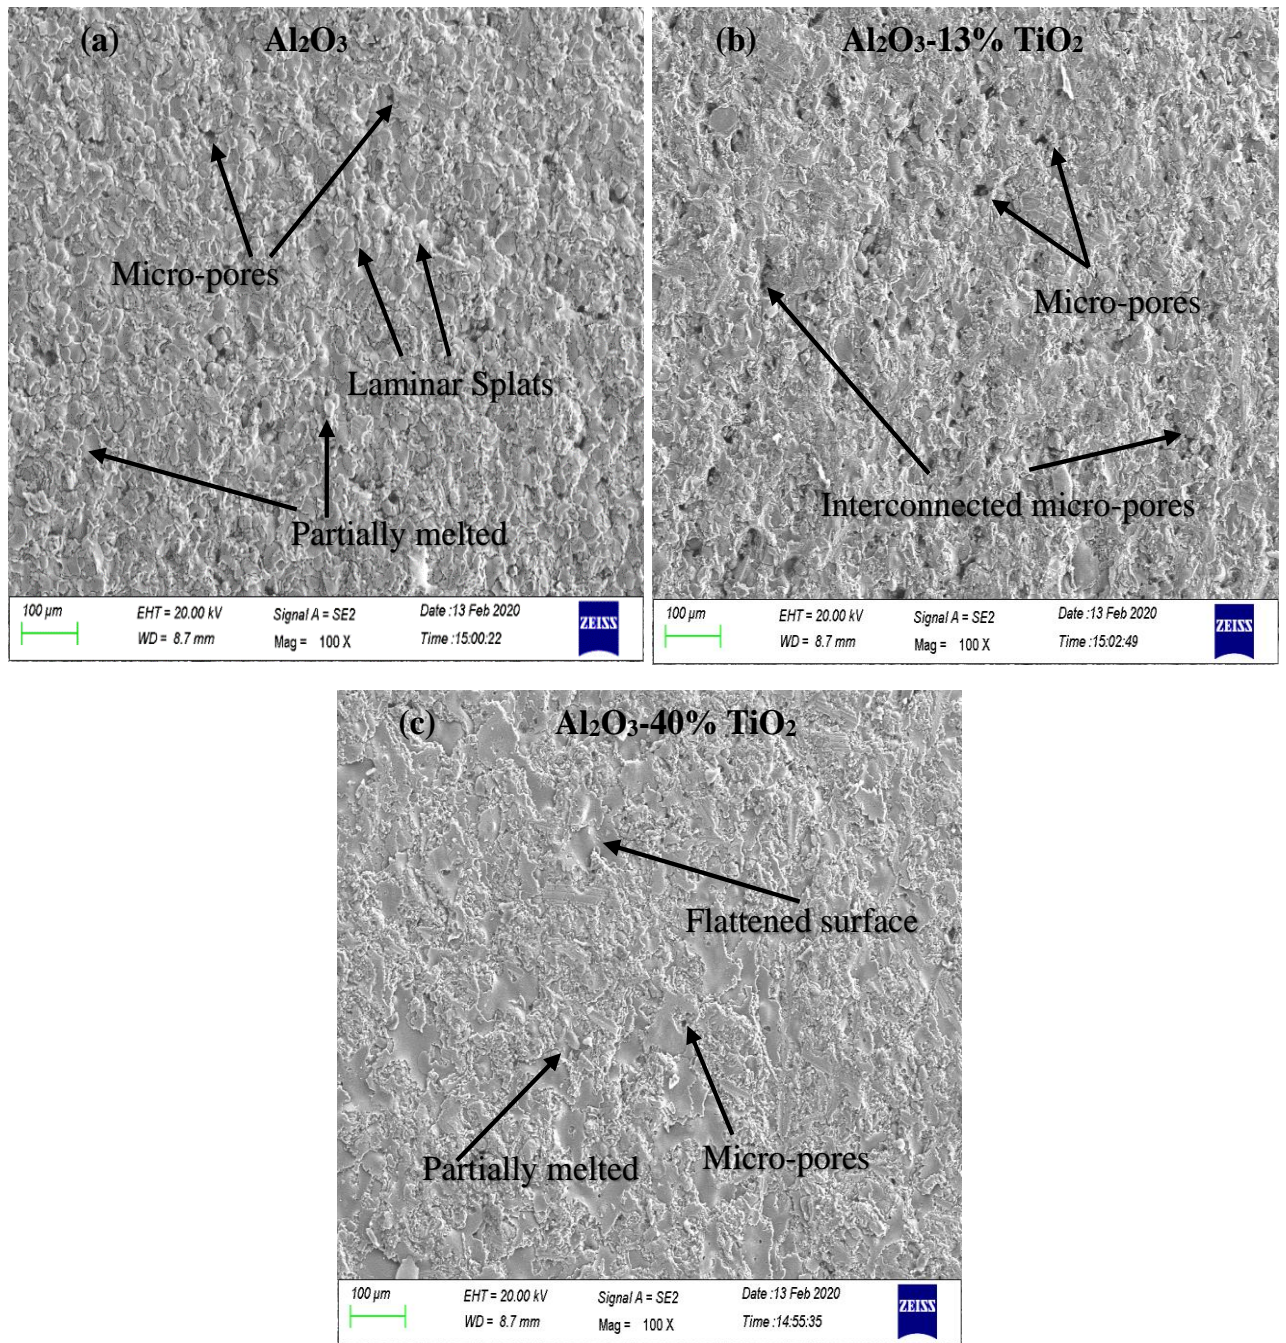 (a) Al₂O₃
Micro-pores
Laminar Splats
Partially melted
100 µm EHT = 20.00 kV Signal A = SE2 Date :13 Feb 2020 ZEISS
WD = 8.7 mm Mag = 100 X Time :15:00:22
(b) Al₂O₃-13% TiO₂
Micro-pores
Interconnected micro-pores
100 µm EHT = 20.00 kV Signal A = SE2 Date :13 Feb 2020 ZEISS
WD = 8.7 mm Mag = 100 X Time :15:02:49
(c) Al₂O₃-40% TiO₂
Flattened surface
Partially melted Micro-pores
100 µm EHT = 20.00 kV Signal A = SE2 Date :13 Feb 2020 ZEISS
WD = 8.7 mm Mag = 100 X Time :14:55:35